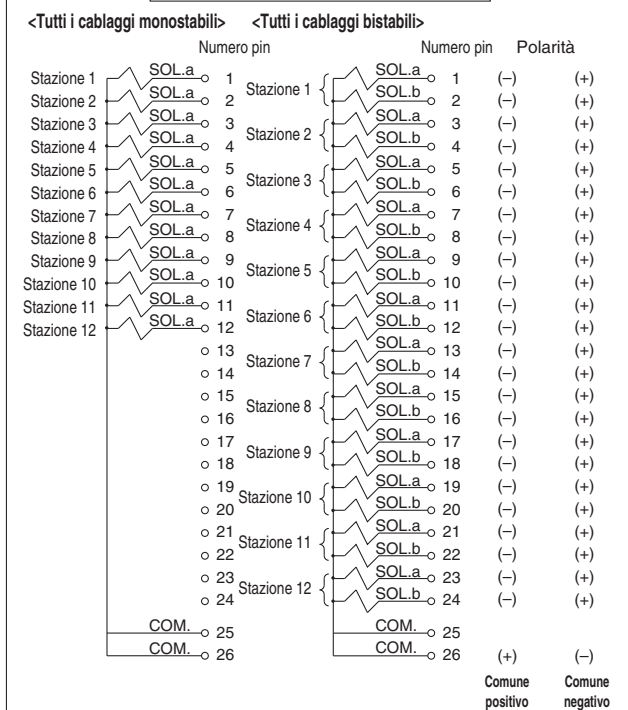 <Tutti i cablaggi monostabili> <Tutti i cablaggi bistabili>
Numero pin Numero pin Polarità
Stazione 1 SOL.a 1 Stazione 1 SOL.a 1 (–) (+)
Stazione 2 SOL.a 2 SOL.b 2 (–) (+)
Stazione 3 SOL.a 3 Stazione 2 SOL.a 3 (–) (+)
Stazione 4 SOL.a 4 SOL.b 4 (–) (+)
Stazione 5 SOL.a 5 Stazione 3 SOL.a 5 (–) (+)
Stazione 6 SOL.a 6 SOL.b 6 (–) (+)
Stazione 7 SOL.a 7 Stazione 4 SOL.a 7 (–) (+)
Stazione 8 SOL.a 8 SOL.b 8 (–) (+)
Stazione 9 SOL.a 9 Stazione 5 SOL.a 9 (–) (+)
Stazione 10 SOL.a 10 SOL.b 10 (–) (+)
Stazione 11 SOL.a 11 Stazione 6 SOL.a 11 (–) (+)
Stazione 12 SOL.a 12 SOL.b 12 (–) (+)
13 Stazione 7 SOL.a 13 (–) (+)
14 SOL.b 14 (–) (+)
15 Stazione 8 SOL.a 15 (–) (+)
16 SOL.b 16 (–) (+)
17 Stazione 9 SOL.a 17 (–) (+)
18 SOL.b 18 (–) (+)
19 Stazione 10 SOL.a 19 (–) (+)
20 SOL.b 20 (–) (+)
21 Stazione 11 SOL.a 21 (–) (+)
22 SOL.b 22 (–) (+)
23 Stazione 12 SOL.a 23 (–) (+)
24 SOL.b 24 (–) (+)
COM. 25 COM. 25
COM. 26 COM. 26 (+) (–)
Comune Comune
positivo negativo